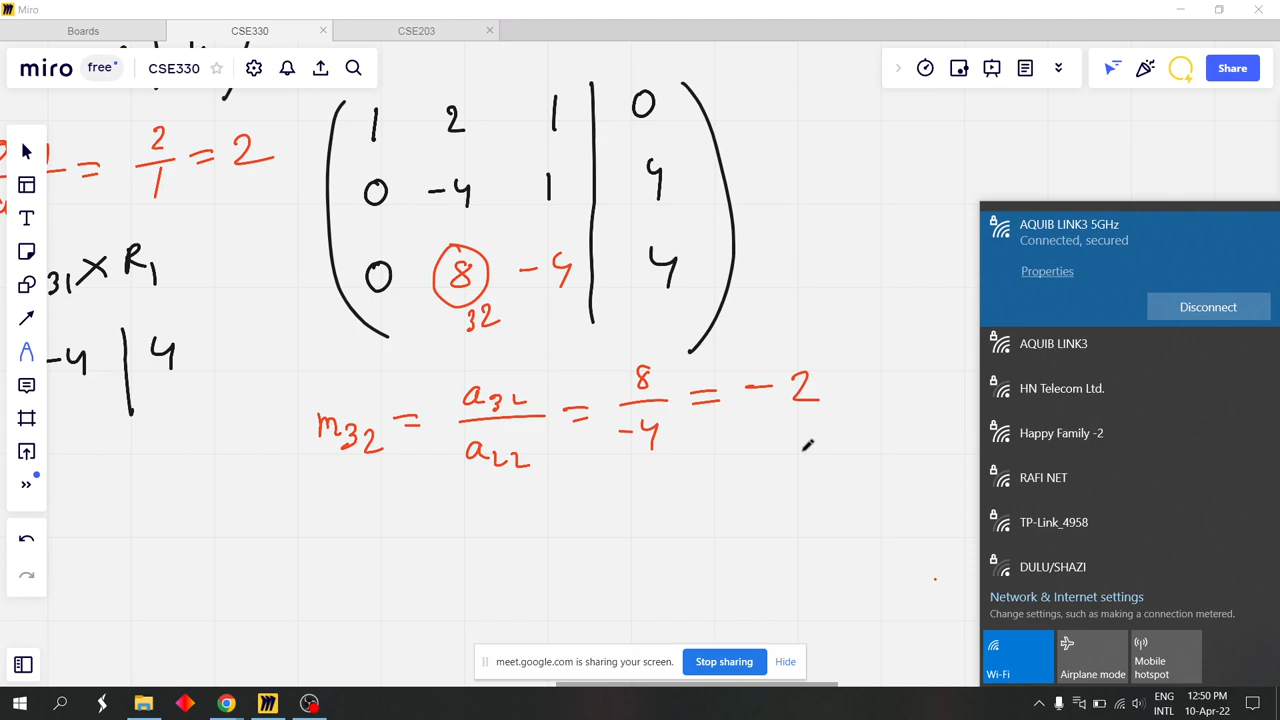 Miro
Boards
CSE330
CSE203
miro free
CSE330
Share
1 2 1 | 0
= 2/1 = 2
0 -4 1 | 4
31 × R1
0 8 -4 | 4
32
-4 | 4
m32 = a32/a22 = 8/-4 = -2
AQUIB LINK3 5GHz
Connected, secured
Properties
Disconnect
AQUIB LINK3
HN Telecom Ltd.
Happy Family -2
RAFI NET
TP-Link_4958
DULU/SHAZI
Network & Internet settings
Change settings, such as making a connection metered.
Wi-Fi
Airplane mode
Mobile hotspot
meet.google.com is sharing your screen.
Stop sharing
Hide
ENG
INTL
12:50 PM
10-Apr-22